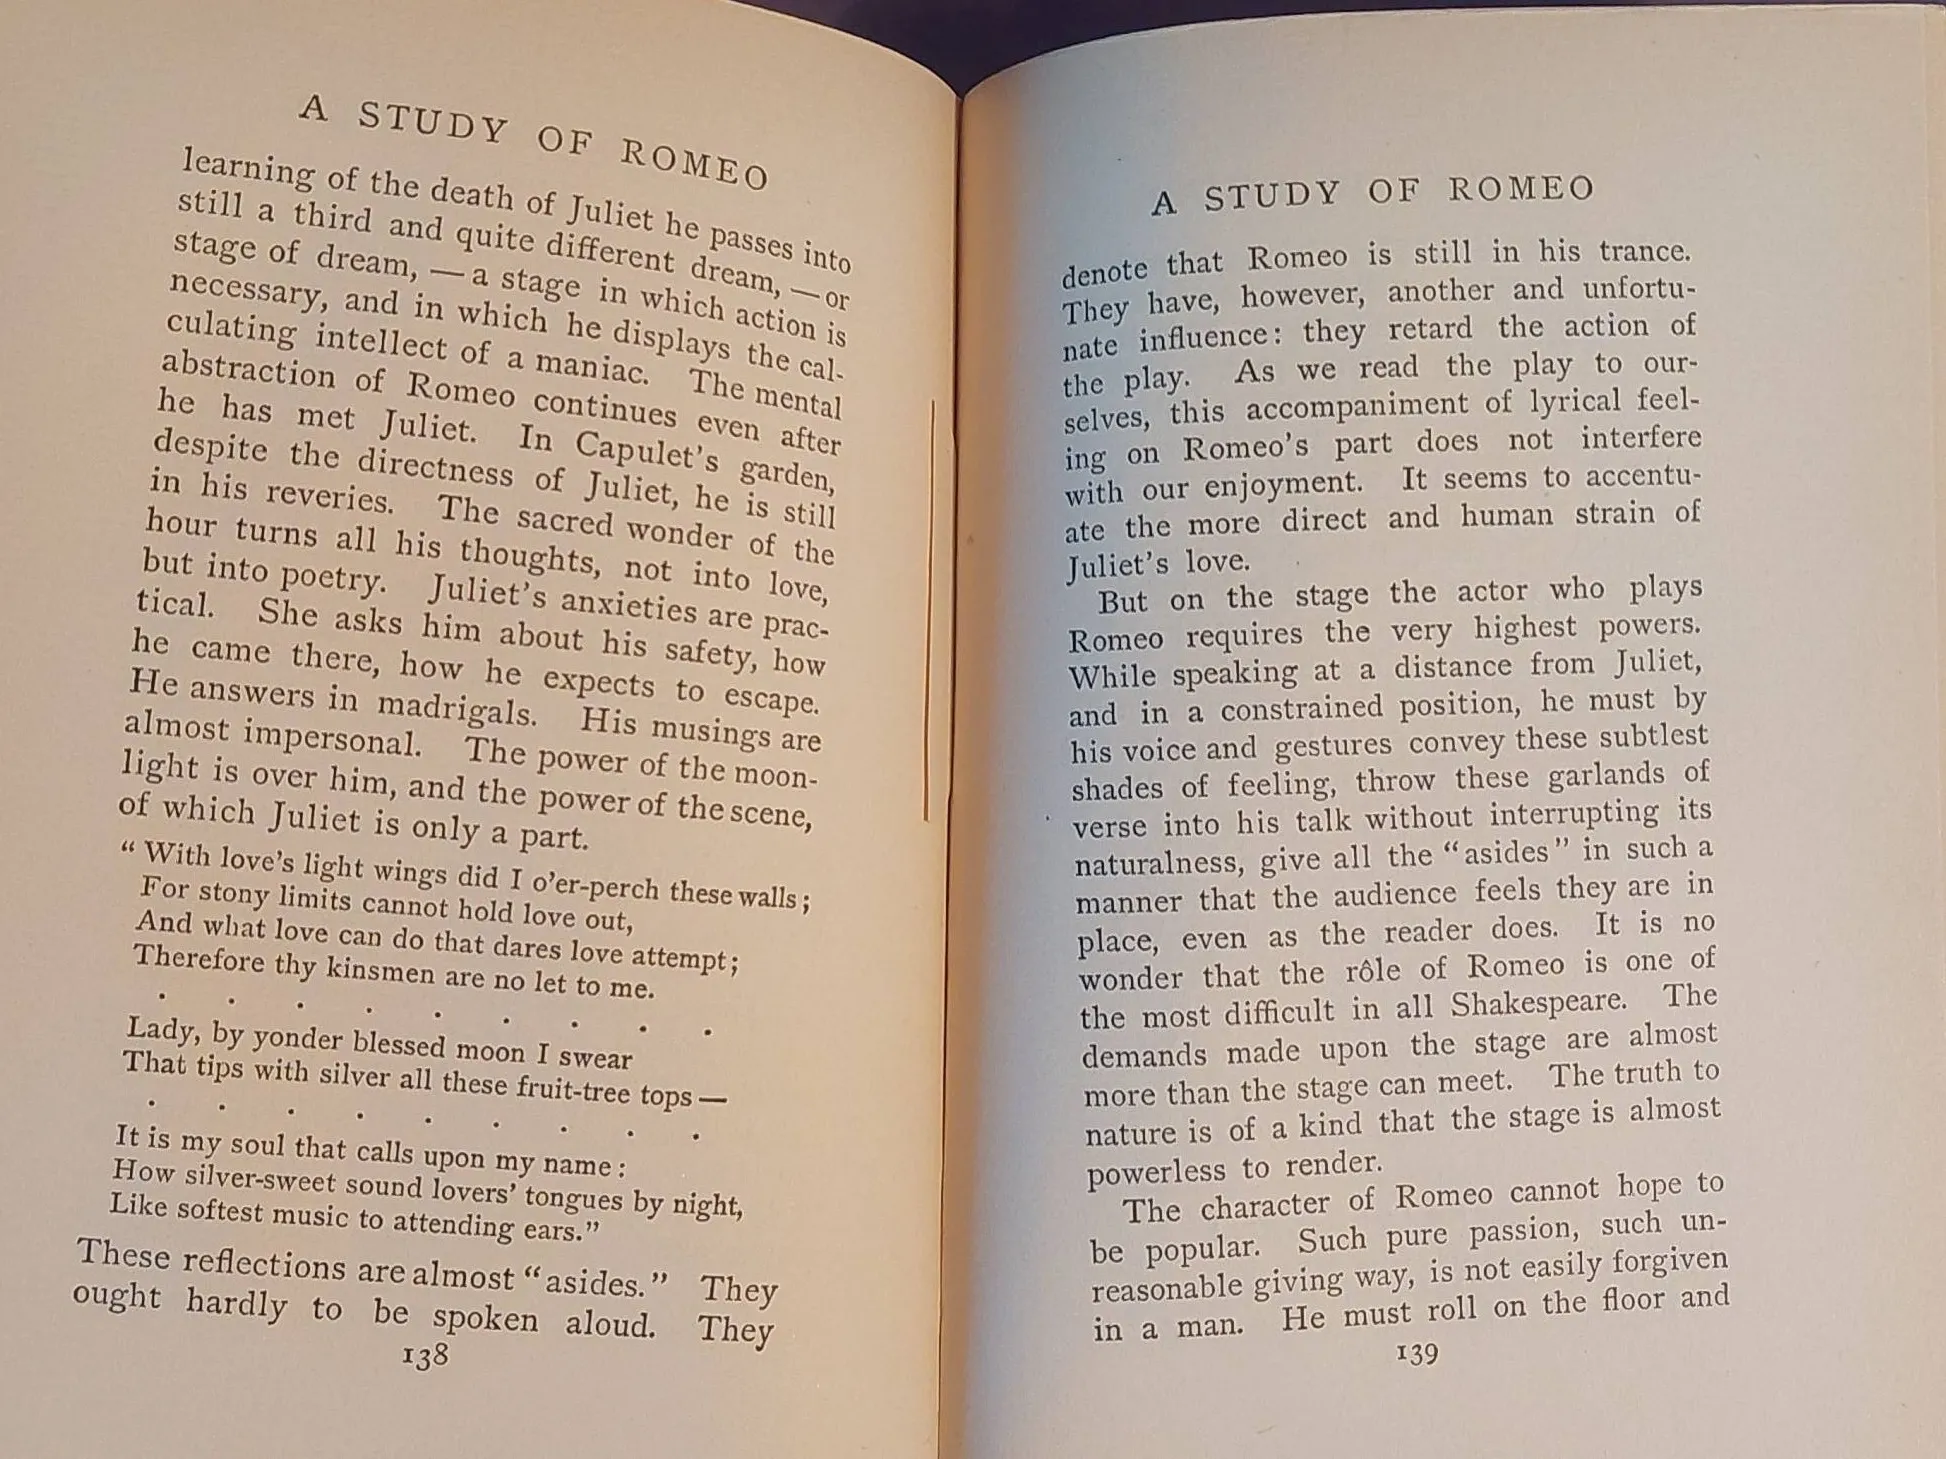 A STUDY OF ROMEO
learning of the death of Juliet he passes into
still a third and quite different dream, — or
stage of dream, — a stage in which action is
necessary, and in which he displays the cal-
culating intellect of a maniac. The mental
abstraction of Romeo continues even after
he has met Juliet. In Capulet's garden,
despite the directness of Juliet, he is still
in his reveries. The sacred wonder of the
hour turns all his thoughts, not into love,
but into poetry. Juliet's anxieties are prac-
tical. She asks him about his safety, how
he came there, how he expects to escape.
He answers in madrigals. His musings are
almost impersonal. The power of the moon-
light is over him, and the power of the scene,
of which Juliet is only a part.
“ With love's light wings did I o'er-perch these walls ;
For stony limits cannot hold love out,
And what love can do that dares love attempt ;
Therefore thy kinsmen are no let to me.
. . . . . . . . .
Lady, by yonder blessed moon I swear
That tips with silver all these fruit-tree tops —
. . . . . . . . .
It is my soul that calls upon my name :
How silver-sweet sound lovers' tongues by night,
Like softest music to attending ears.”
These reflections are almost “asides.” They
ought hardly to be spoken aloud. They
138
A STUDY OF ROMEO
denote that Romeo is still in his trance.
They have, however, another and unfortu-
nate influence: they retard the action of
the play. As we read the play to our-
selves, this accompaniment of lyrical feel-
ing on Romeo's part does not interfere
with our enjoyment. It seems to accentu-
ate the more direct and human strain of
Juliet's love.
But on the stage the actor who plays
Romeo requires the very highest powers.
While speaking at a distance from Juliet,
and in a constrained position, he must by
his voice and gestures convey these subtlest
shades of feeling, throw these garlands of
verse into his talk without interrupting its
naturalness, give all the “asides” in such a
manner that the audience feels they are in
place, even as the reader does. It is no
wonder that the rôle of Romeo is one of
the most difficult in all Shakespeare. The
demands made upon the stage are almost
more than the stage can meet. The truth to
nature is of a kind that the stage is almost
powerless to render.
The character of Romeo cannot hope to
be popular. Such pure passion, such un-
reasonable giving way, is not easily forgiven
in a man. He must roll on the floor and
139